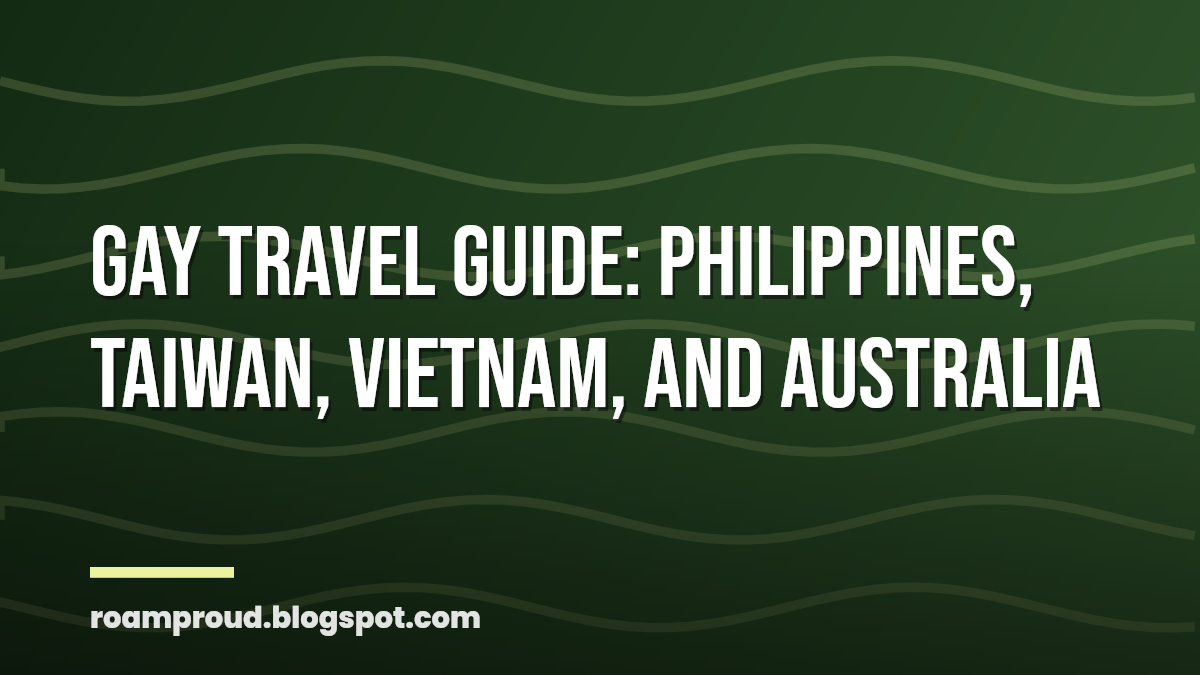 GAY TRAVEL GUIDE: PHILIPPINES,
TAIWAN, VIETNAM, AND AUSTRALIA
roamproud.blogspot.com